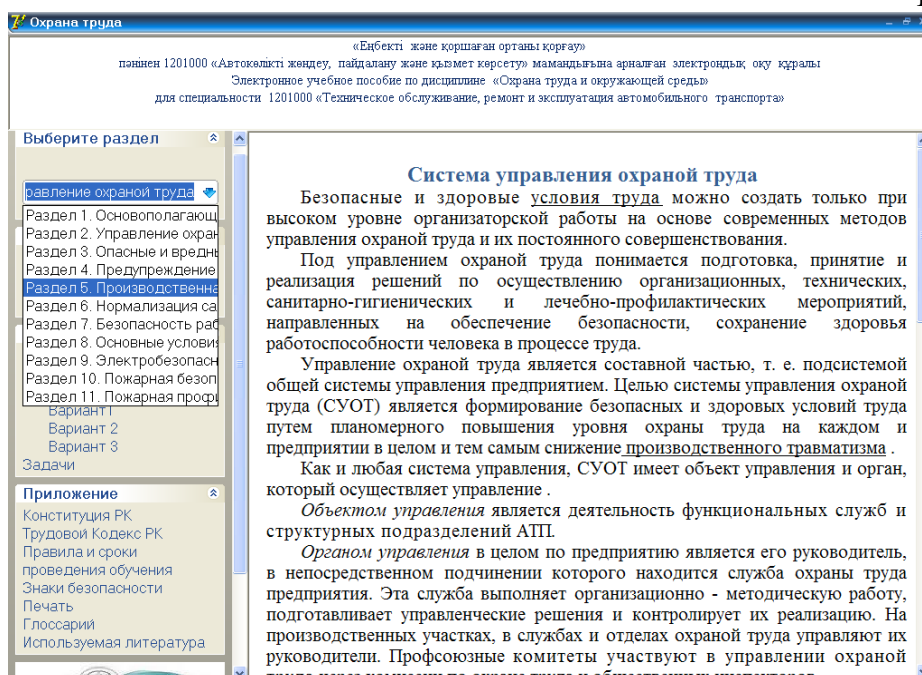 Охрана труда
«Еңбекті және қоршаған ортаны қорғау»
пәнінен 1201000 «Автокөлікті жөндеу, пайдалану және қызмет көрсету» мамандығына арналған электрондық оқу құралы
Электронное учебное пособие по дисциплине «Охрана труда и окружающей среды»
для специальности 1201000 «Техническое обслуживание, ремонт и эксплуатация автомобильного транспорта»
Выберите раздел
равление охраной труда
Раздел 1. Основополагающ
Раздел 2. Управление охран
Раздел 3. Опасные и вредны
Раздел 4. Предупреждение
Раздел 5. Производственна
Раздел 6. Нормализация са
Раздел 7. Безопасность раб
Раздел 8. Основные условия
Раздел 9. Электробезопасн
Раздел 10. Пожарная безоп
Раздел 11. Пожарная профи
Вариант1
Вариант 2
Вариант 3
Задачи
Приложение
Конституция РК
Трудовой Кодекс РК
Правила и сроки
проведения обучения
Знаки безопасности
Печать
Глоссарий
Используемая литература
Система управления охраной труда
Безопасные и здоровые условия труда можно создать только при
высоком уровне организаторской работы на основе современных методов
управления охраной труда и их постоянного совершенствования.
Под управлением охраной труда понимается подготовка, принятие и
реализация решений по осуществлению организационных, технических,
санитарно-гигиенических и лечебно-профилактических мероприятий,
направленных на обеспечение безопасности, сохранение здоровья
работоспособности человека в процессе труда.
Управление охраной труда является составной частью, т. е. подсистемой
общей системы управления предприятием. Целью системы управления охраной
труда (СУОТ) является формирование безопасных и здоровых условий труда
путем планомерного повышения уровня охраны труда на каждом и
предприятии в целом и тем самым снижение производственного травматизма .
Как и любая система управления, СУОТ имеет объект управления и орган,
который осуществляет управление .
Объектом управления является деятельность функциональных служб и
структурных подразделений АТП.
Органом управления в целом по предприятию является его руководитель,
в непосредственном подчинении которого находится служба охраны труда
предприятия. Эта служба выполняет организационно - методическую работу,
подготавливает управленческие решения и контролирует их реализацию. На
производственных участках, в службах и отделах охраной труда управляют их
руководители. Профсоюзные комитеты участвуют в управлении охраной